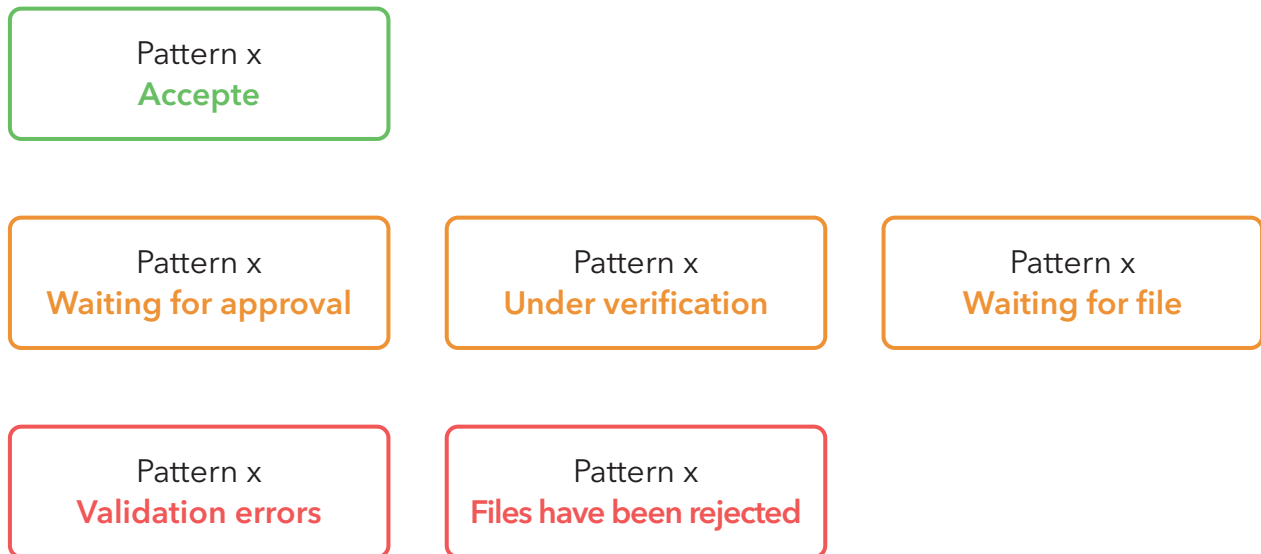 Pattern x
Accepte
Pattern x
Waiting for approval
Pattern x
Under verification
Pattern x
Waiting for file
Pattern x
Validation errors
Pattern x
Files have been rejected